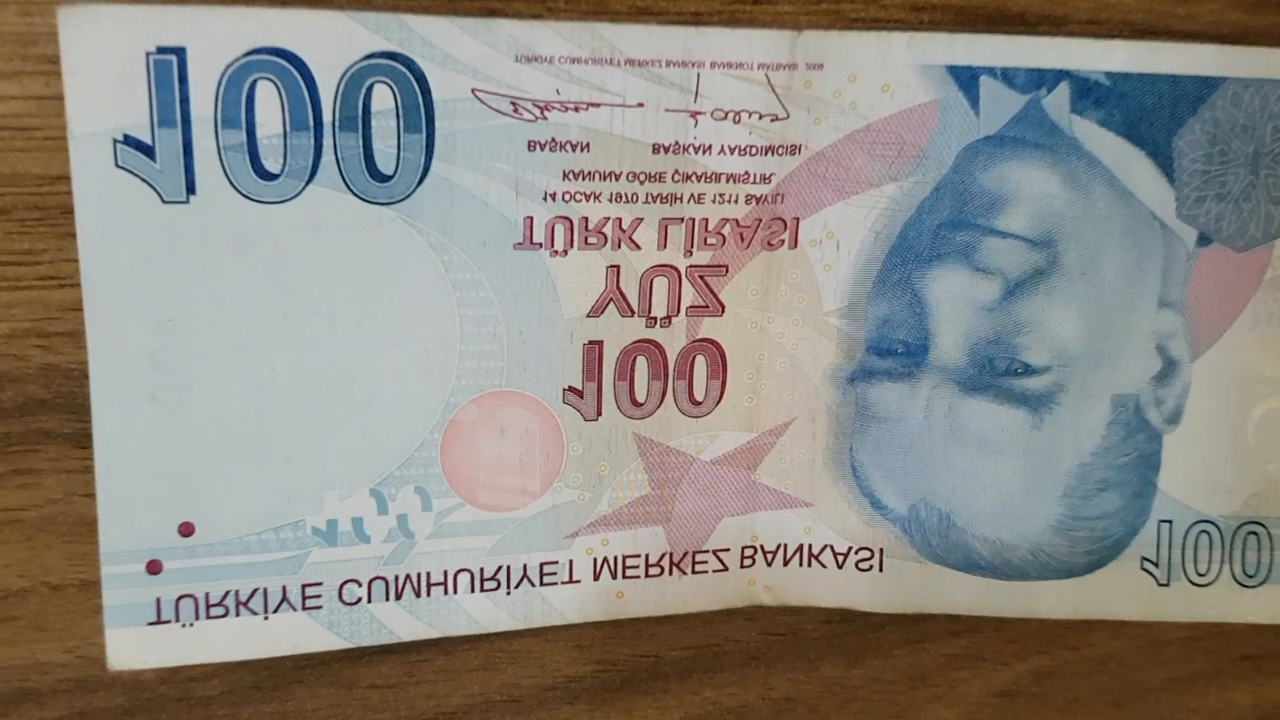 TÜRKİYE CUMHURİYET MERKEZ BANKASI
100
100
YÜZ
TÜRK LİRASI
14 OCAK 1970 TARİH VE 1211 SAYILI
KANUNA GÖRE ÇIKARILMIŞTIR
BAŞKAN BAŞKAN YARDIMCISI
TÜRKİYE CUMHURİYET MERKEZ BANKASI BANKNOT MATBAASI 2009
100